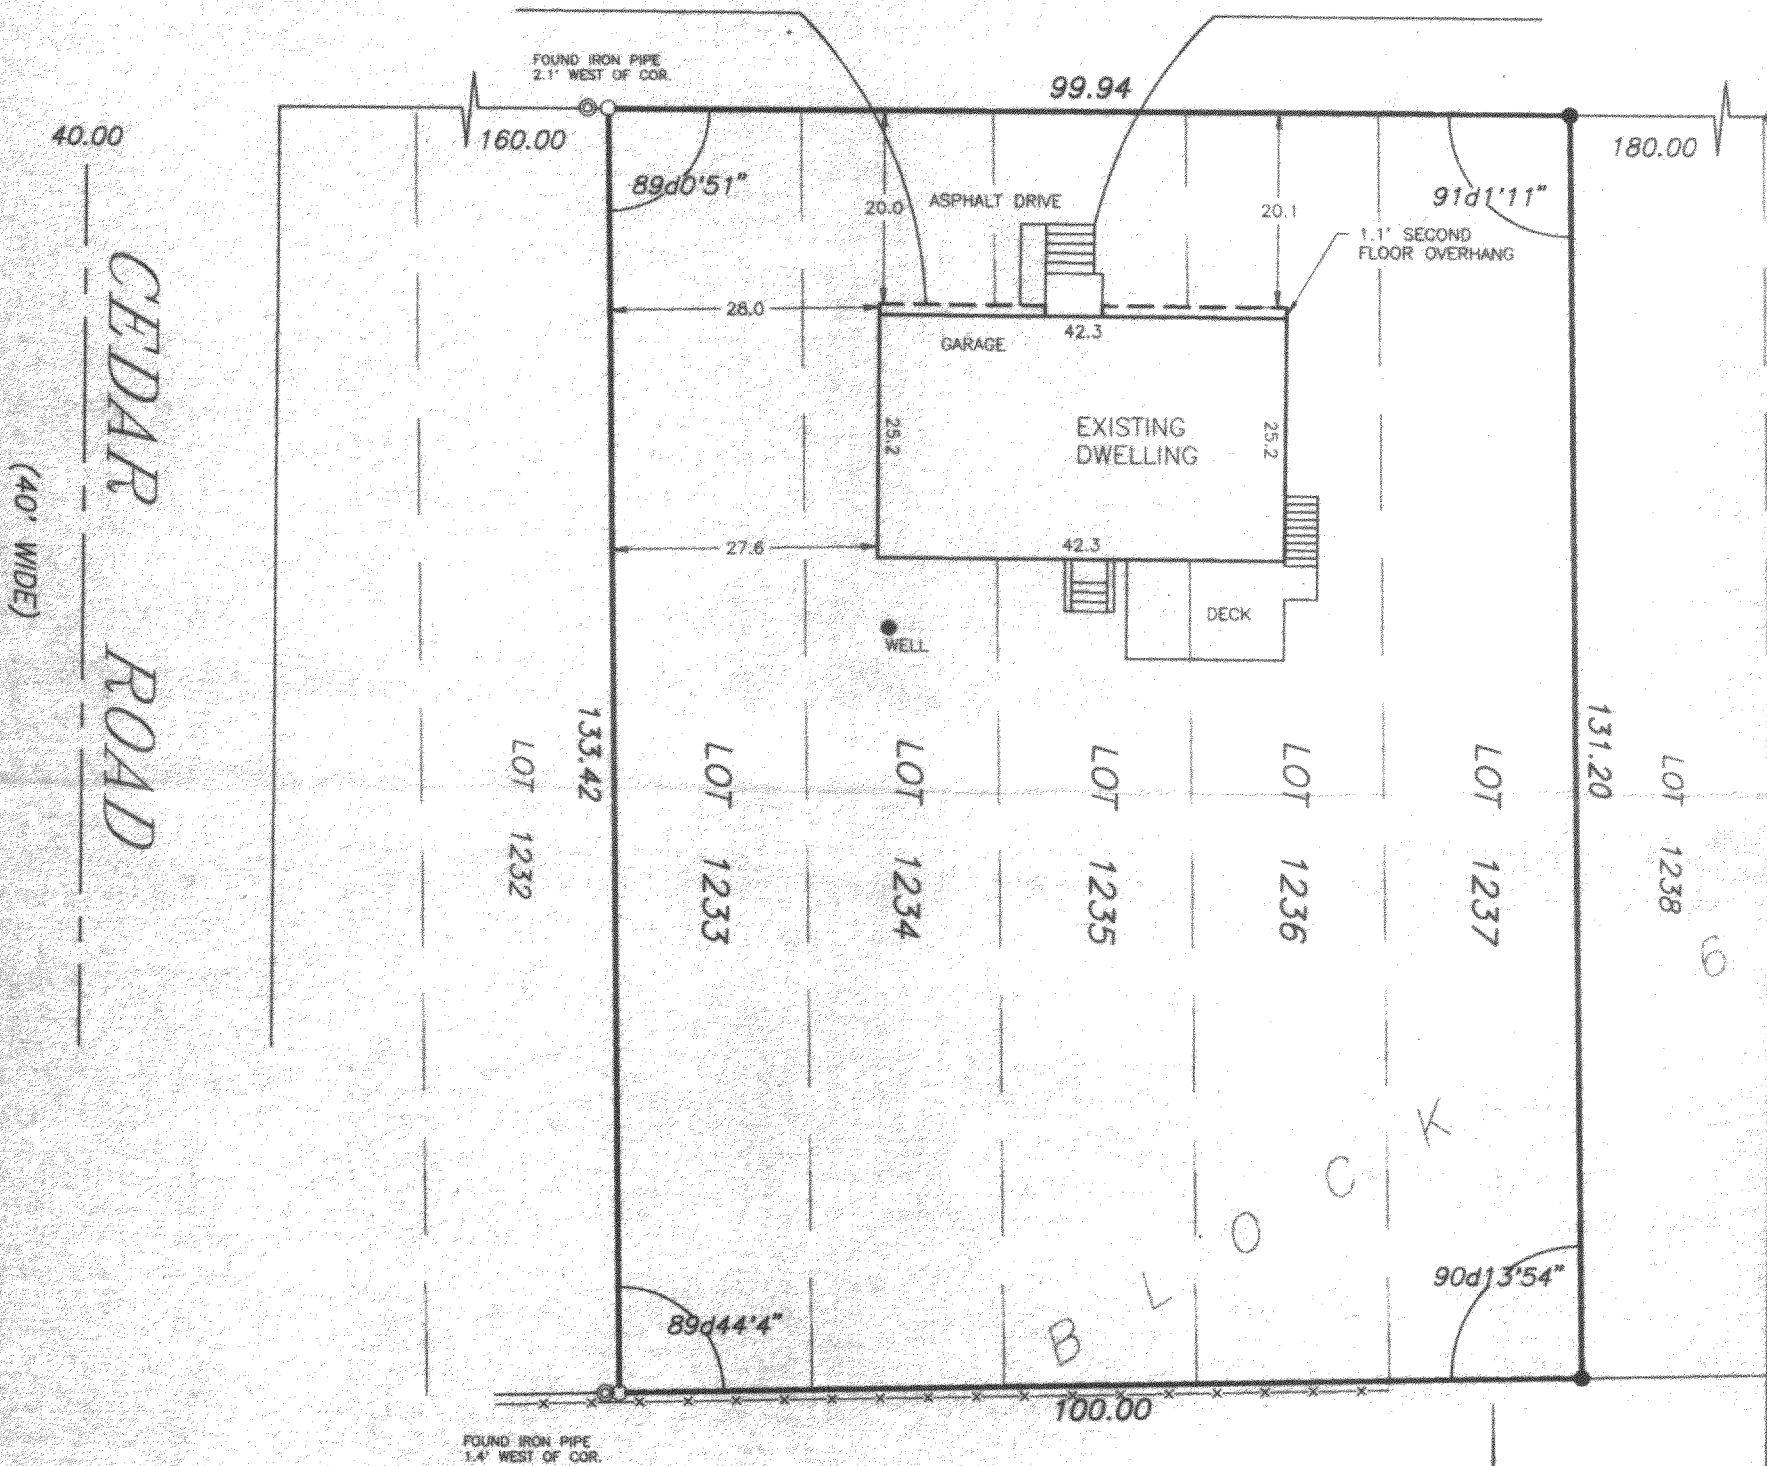 FOUND IRON PIPE
2.1' WEST OF COR.
99.94
40.00
160.00
180.00
89d0'51"
91d1'11"
20.0
ASPHALT DRIVE
20.1
1.1' SECOND
FLOOR OVERHANG
28.0
42.3
GARAGE
EXISTING
DWELLING
25.2
25.2
27.6
42.3
DECK
WELL
CEDAR ROAD
(40' WIDE)
133.42
131.20
LOT 1232
LOT 1233
LOT 1234
LOT 1235
LOT 1236
LOT 1237
LOT 1238
BLOCK 6
89d44'4"
90d13'54"
100.00
FOUND IRON PIPE
1.4' WEST OF COR.